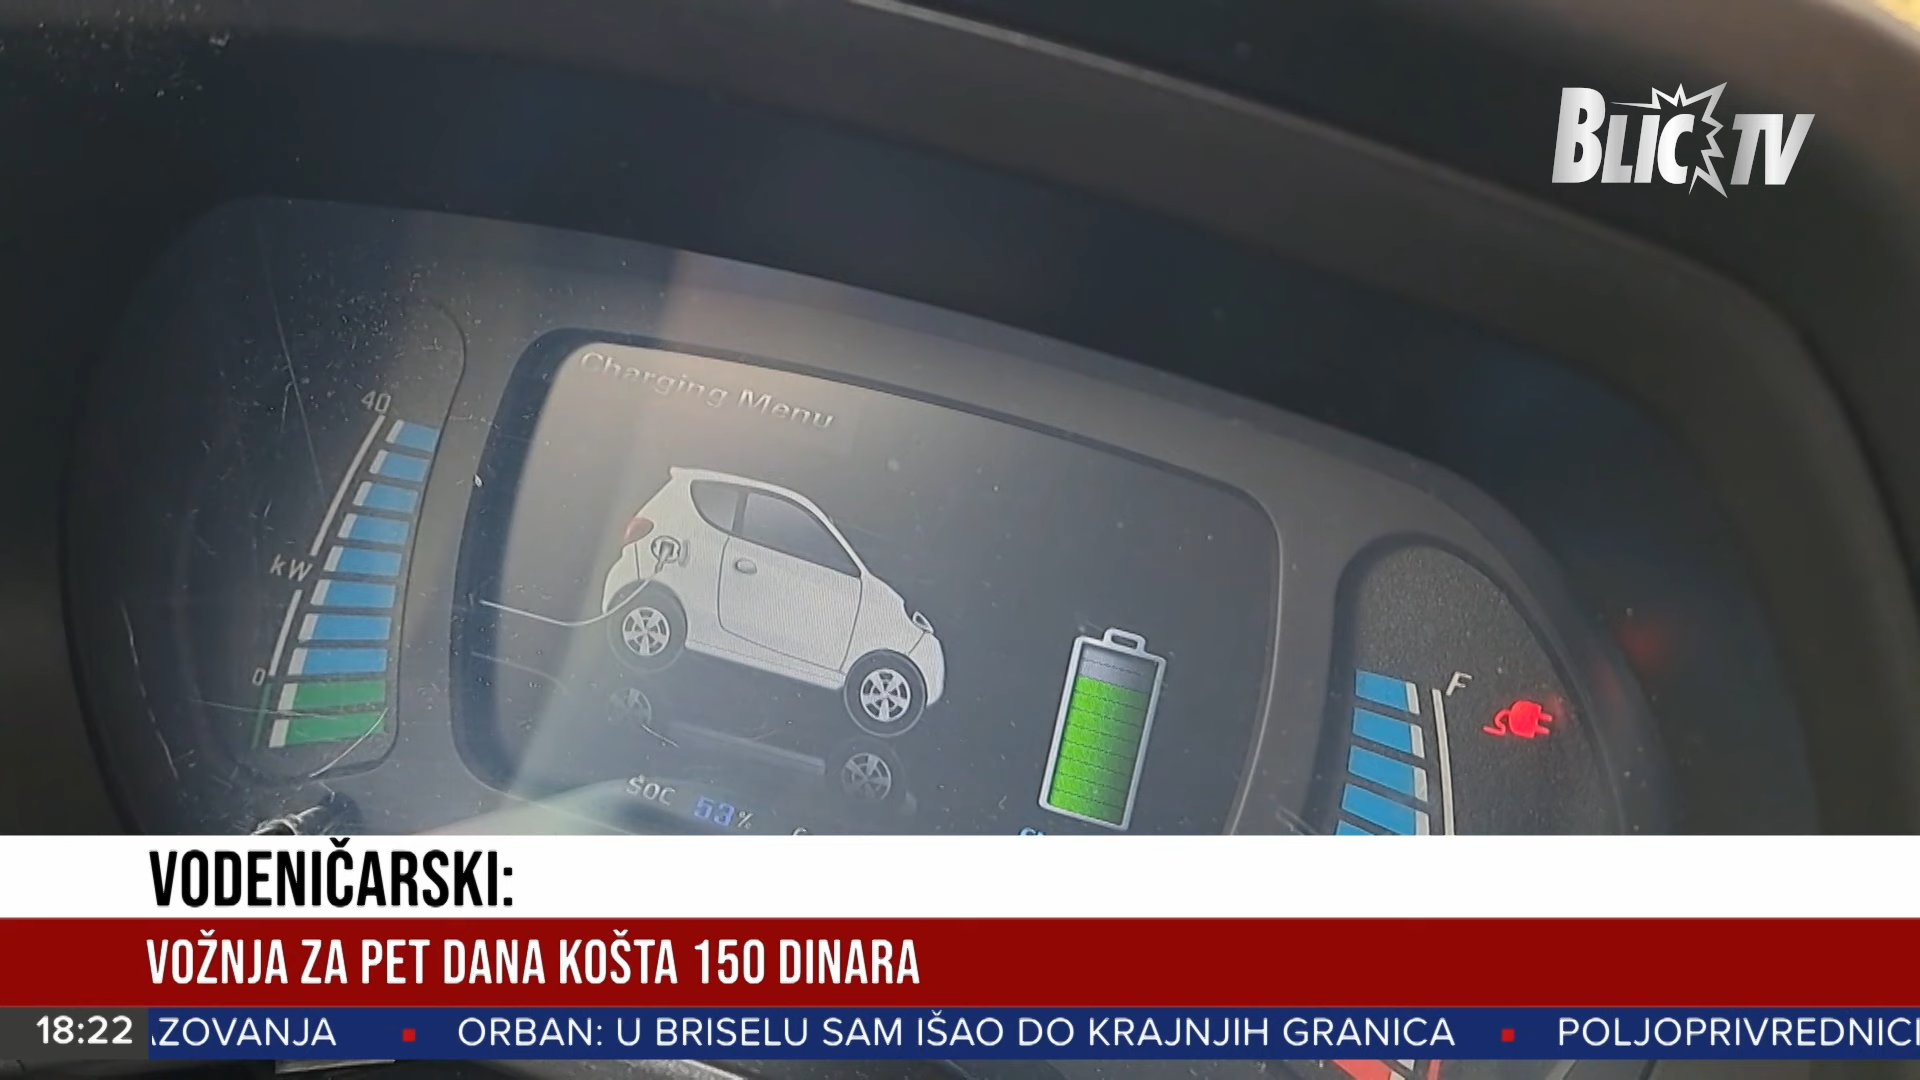 BLIC TV
Charging Menu
40
kW
0
F
SOC 53%
VODENIČARSKI:
VOŽNJA ZA PET DANA KOŠTA 150 DINARA
18:22 AZOVANJA ▪ ORBAN: U BRISELU SAM IŠAO DO KRAJNJIH GRANICA ▪ POLJOPRIVREDNICI